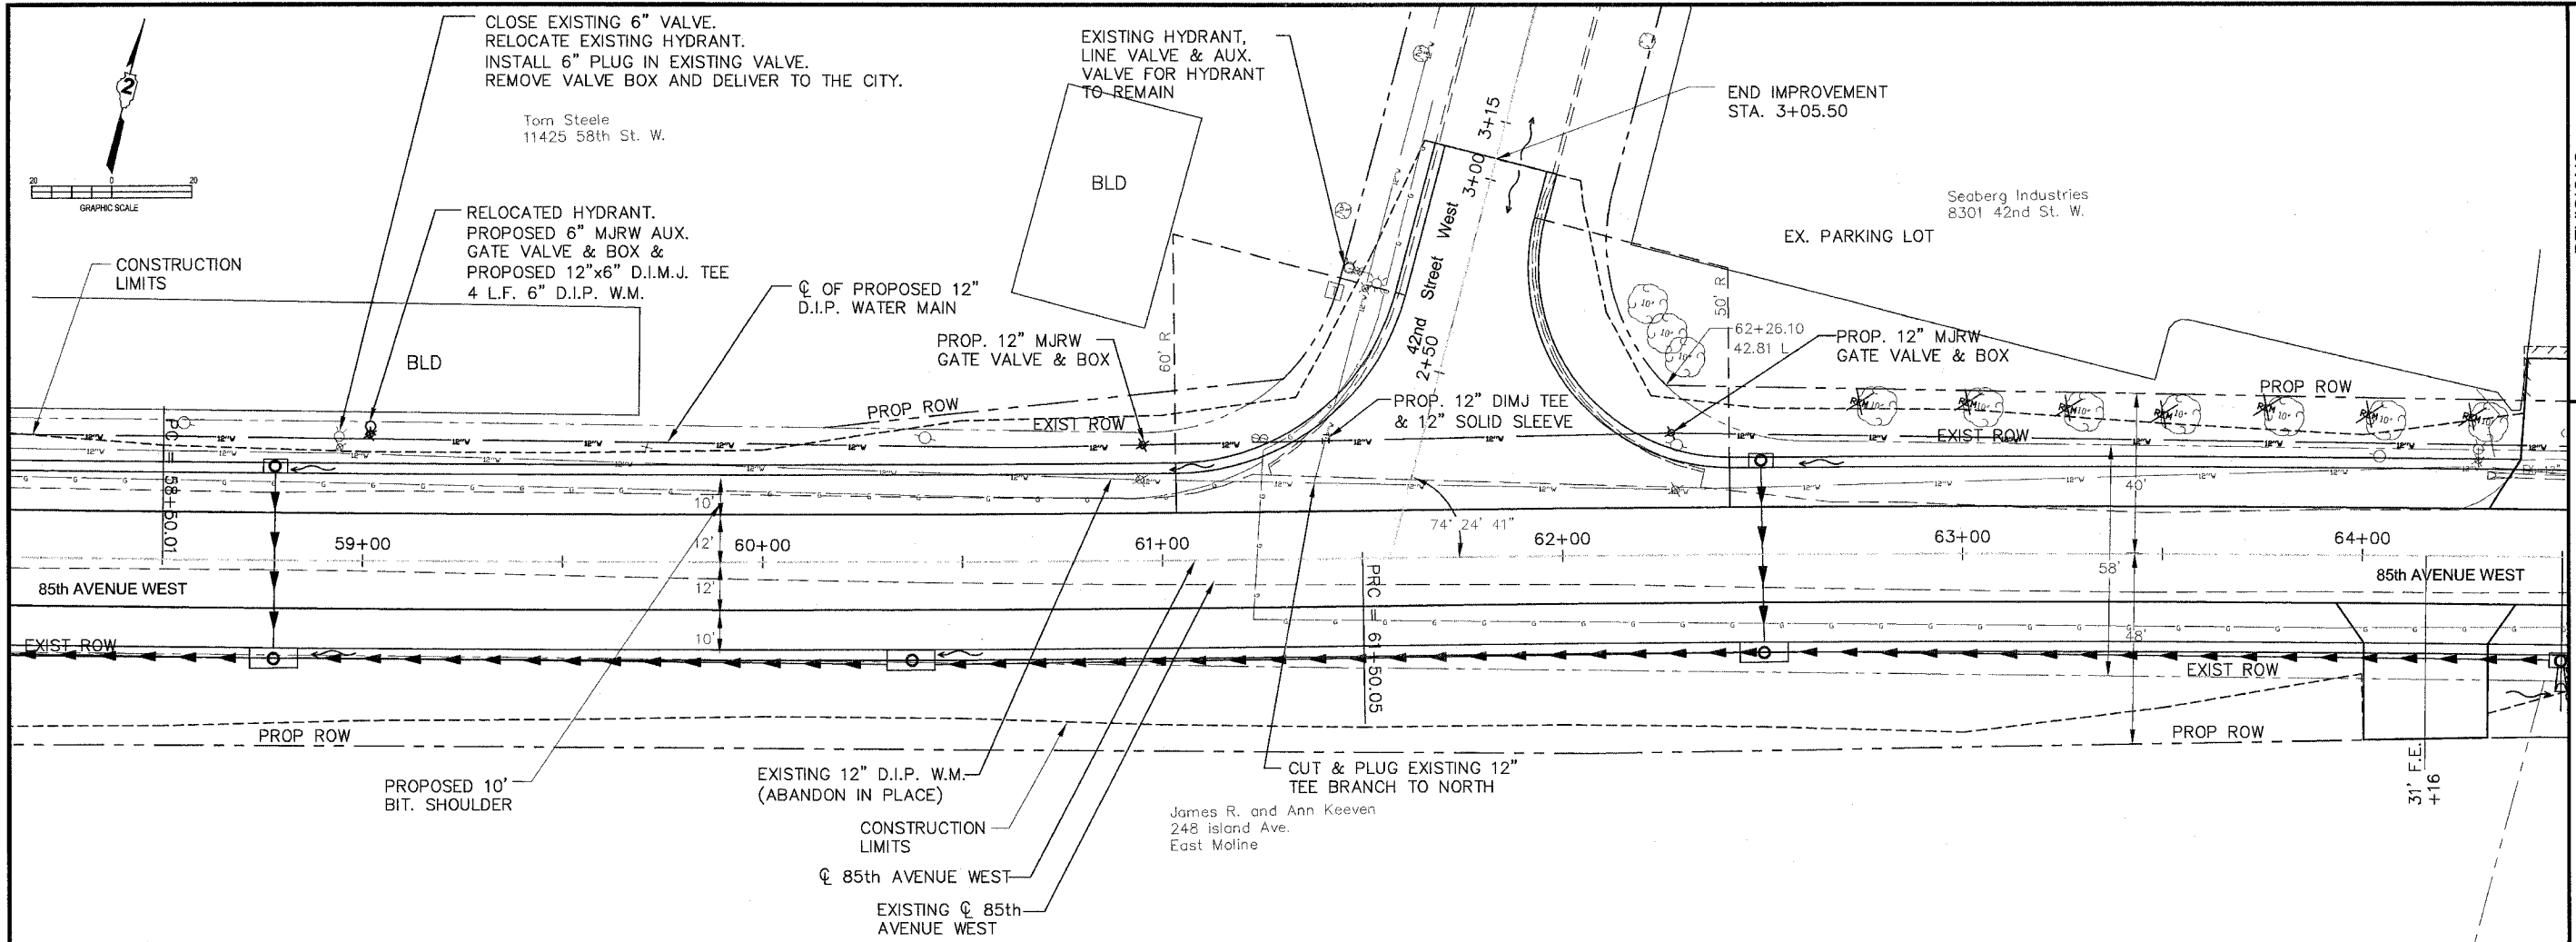 CLOSE EXISTING 6" VALVE.
RELOCATE EXISTING HYDRANT.
INSTALL 6" PLUG IN EXISTING VALVE.
REMOVE VALVE BOX AND DELIVER TO THE CITY.
Tom Steele
11425 58th St. W.
2
20 0 20
GRAPHIC SCALE
EXISTING HYDRANT,
LINE VALVE & AUX.
VALVE FOR HYDRANT
TO REMAIN
BLD
END IMPROVEMENT
STA. 3+05.50
Seaberg Industries
8301 42nd St. W.
EX. PARKING LOT
RELOCATED HYDRANT.
PROPOSED 6" MJRW AUX.
GATE VALVE & BOX &
PROPOSED 12"x6" D.I.M.J. TEE
4 L.F. 6" D.I.P. W.M.
CONSTRUCTION
LIMITS
℄ OF PROPOSED 12"
D.I.P. WATER MAIN
PROP. 12" MJRW
GATE VALVE & BOX
BLD
60' R
50' R
42nd Street West
2+50
3+00
3+15
62+26.10
42.81 L
PROP. 12" MJRW
GATE VALVE & BOX
PROP. 12" DIMJ TEE
& 12" SOLID SLEEVE
PROP ROW
EXIST ROW
PROP ROW
EXIST ROW
PC = 58+50.01
10'
12'
12'
10'
74° 24' 41"
59+00
60+00
61+00
62+00
63+00
64+00
40'
58'
48'
85th AVENUE WEST
85th AVENUE WEST
PRC = 61+50.05
EXIST ROW
EXIST ROW
PROP ROW
PROP ROW
31' F.E.
+16
PROPOSED 10'
BIT. SHOULDER
EXISTING 12" D.I.P. W.M.
(ABANDON IN PLACE)
CONSTRUCTION
LIMITS
℄ 85th AVENUE WEST
EXISTING ℄ 85th
AVENUE WEST
CUT & PLUG EXISTING 12"
TEE BRANCH TO NORTH
James R. and Ann Keeven
248 island Ave.
East Moline